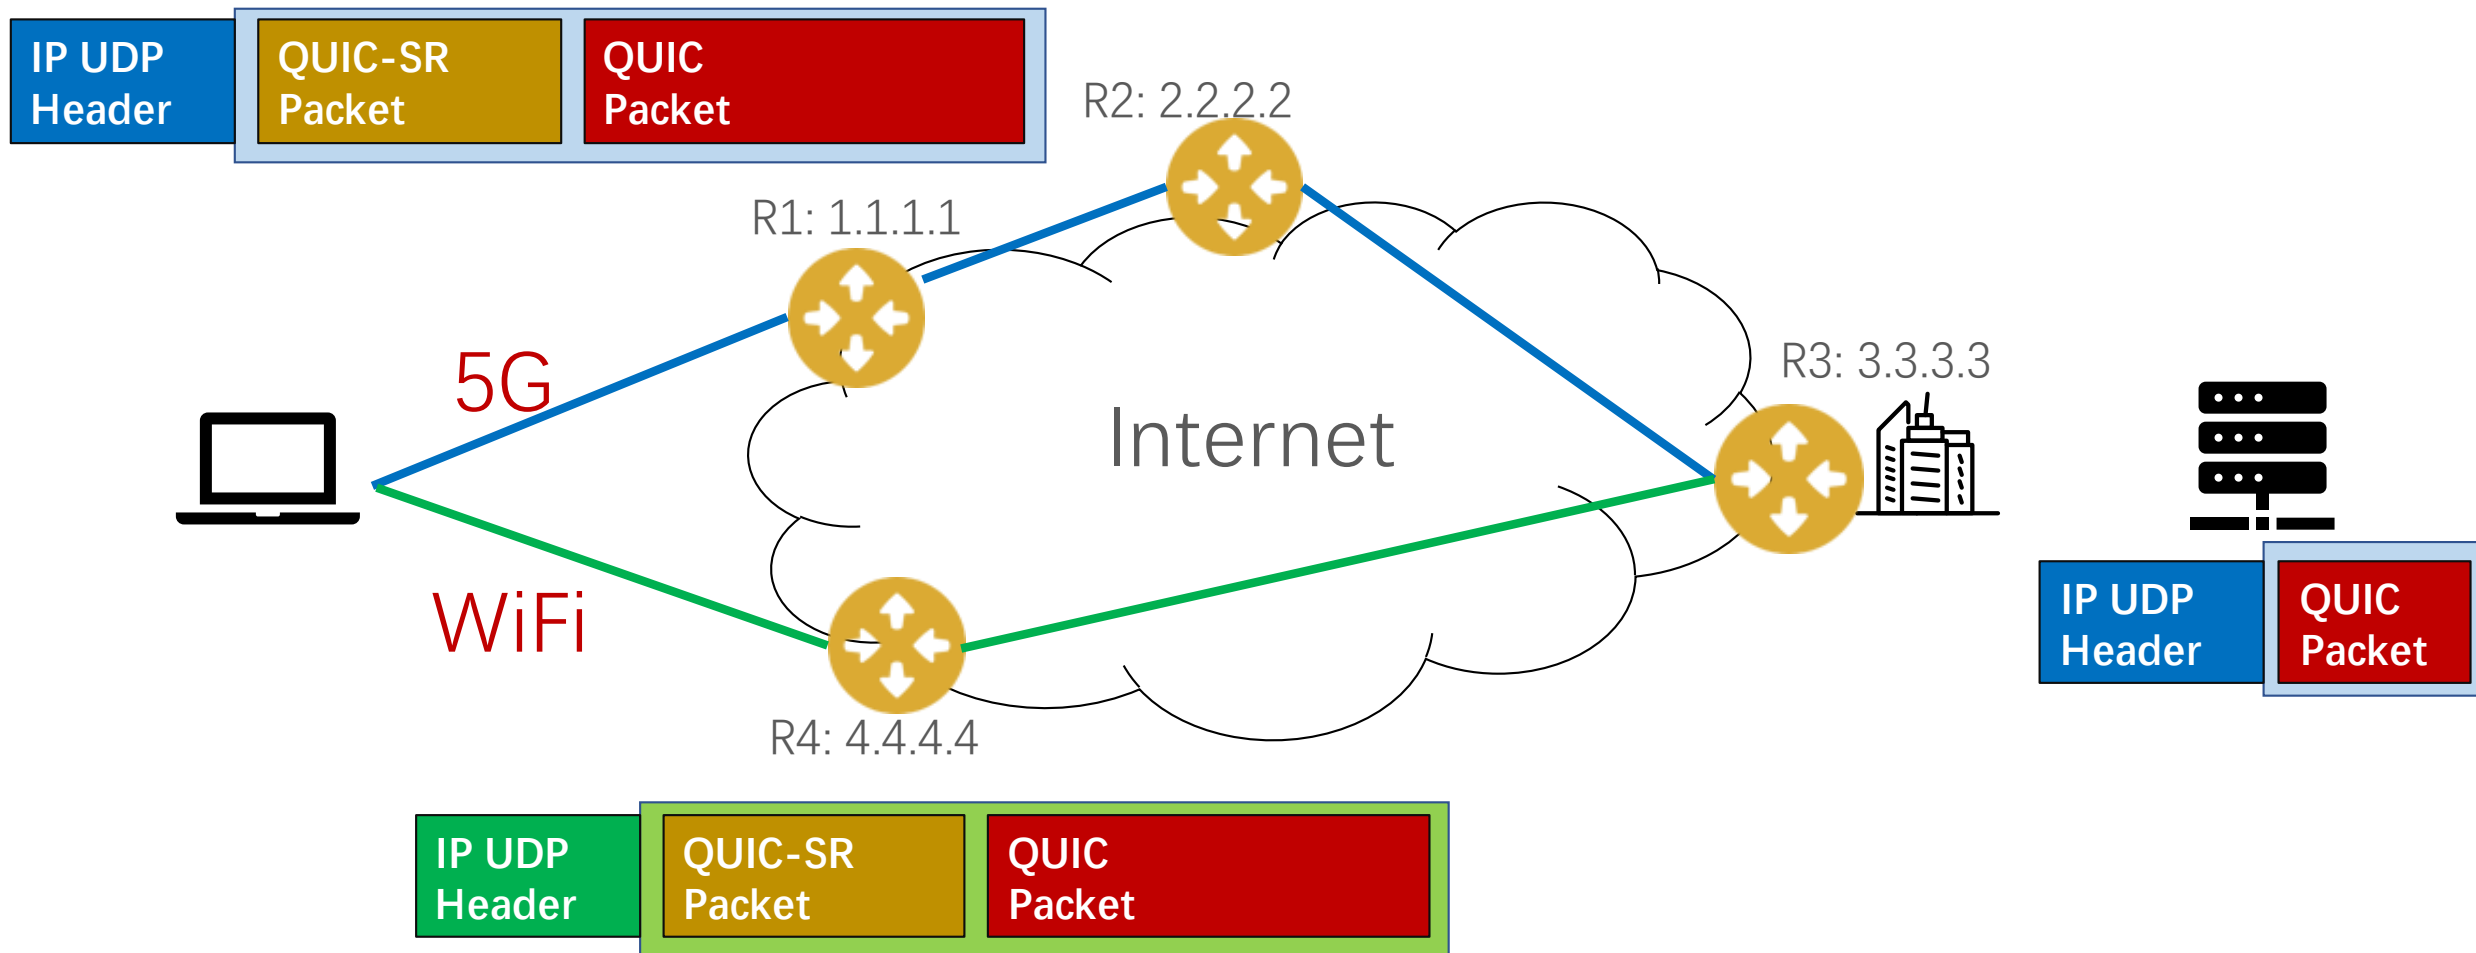 IP UDP
Header
QUIC-SR
Packet
QUIC
Packet
R2: 2.2.2.2
R1: 1.1.1.1
5G
R3: 3.3.3.3
Internet
WiFi
IP UDP
Header
QUIC
Packet
R4: 4.4.4.4
IP UDP
Header
QUIC-SR
Packet
QUIC
Packet